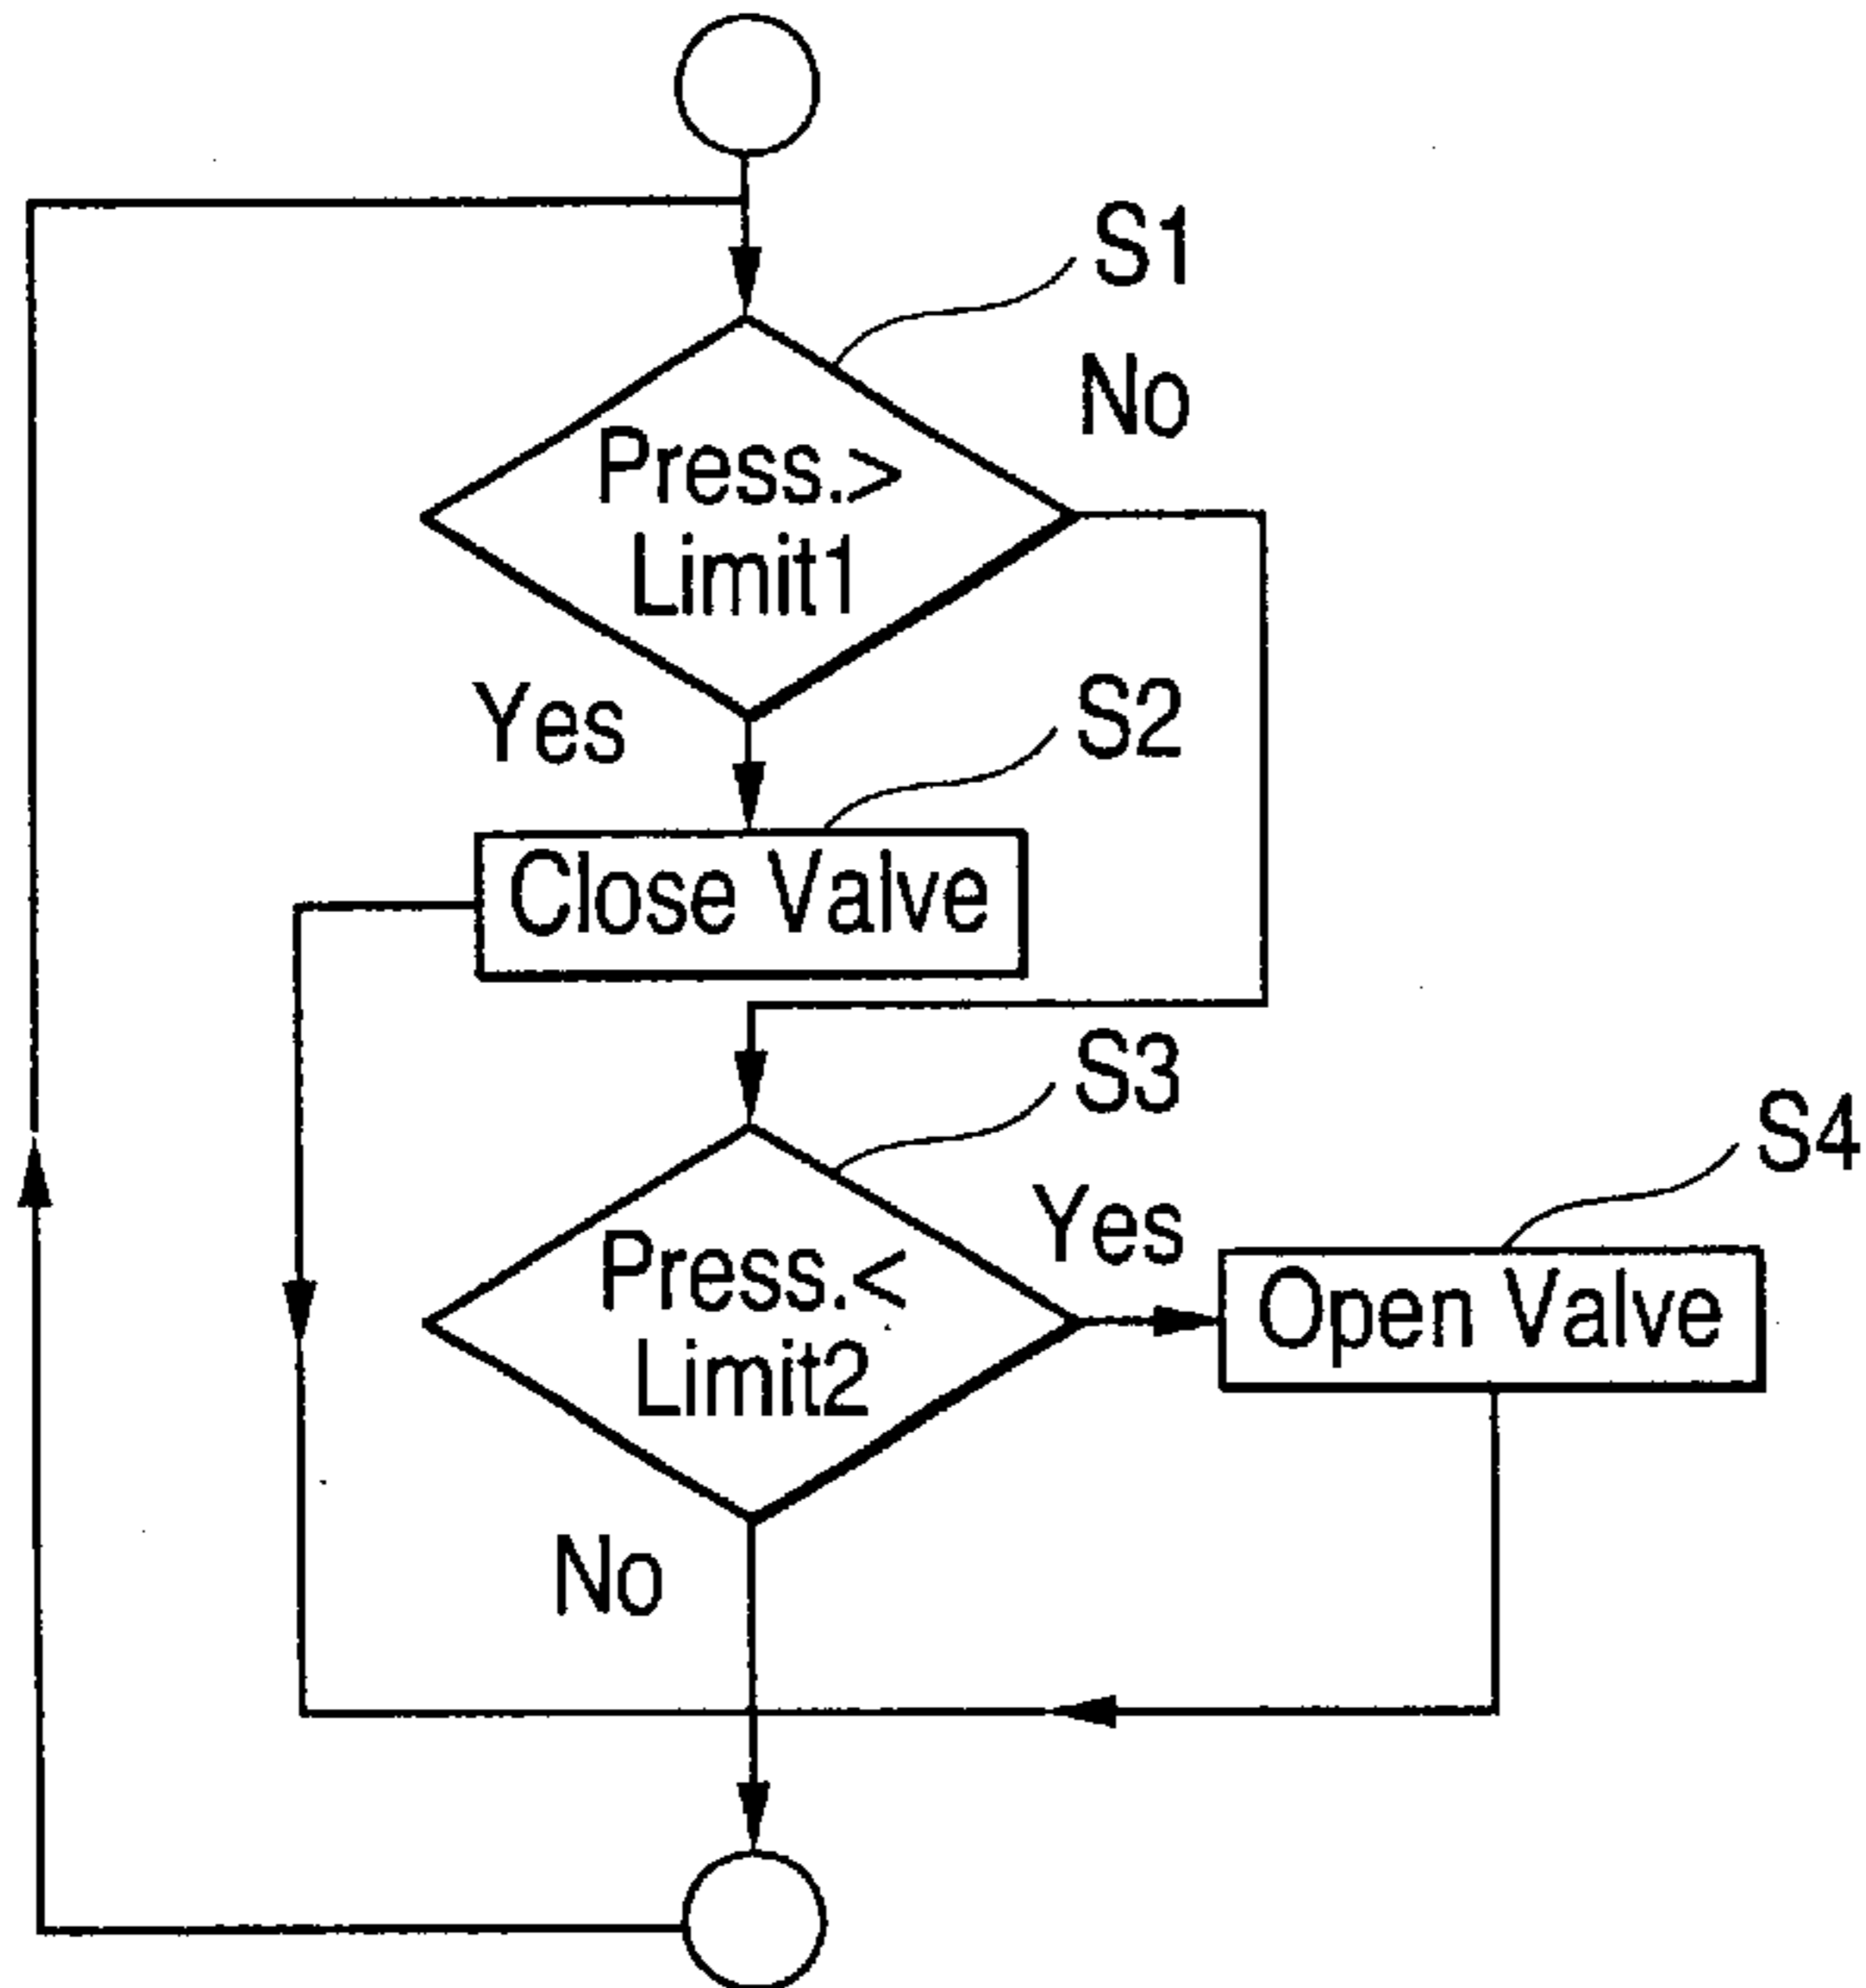 S1
No
Press.>
Limit1
Yes
S2
Close Valve
S3
S4
Yes
Press.<
Limit2
Open Valve
No